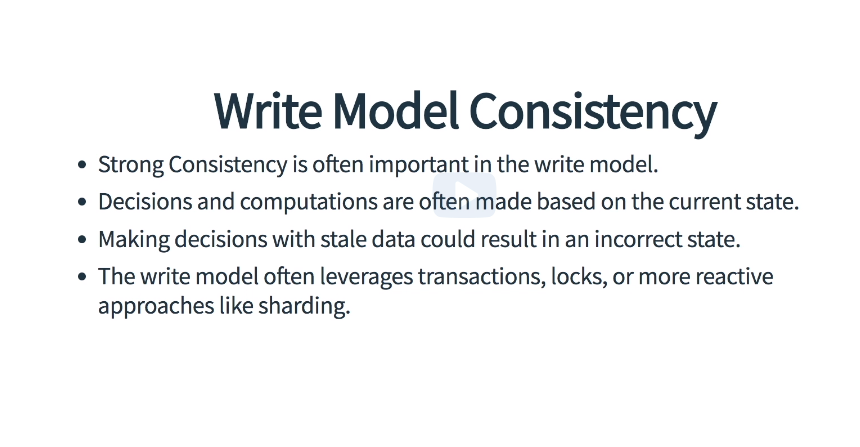 Write Model Consistency
• Strong Consistency is often important in the write model.
• Decisions and computations are often made based on the current state.
• Making decisions with stale data could result in an incorrect state.
• The write model often leverages transactions, locks, or more reactive
approaches like sharding.